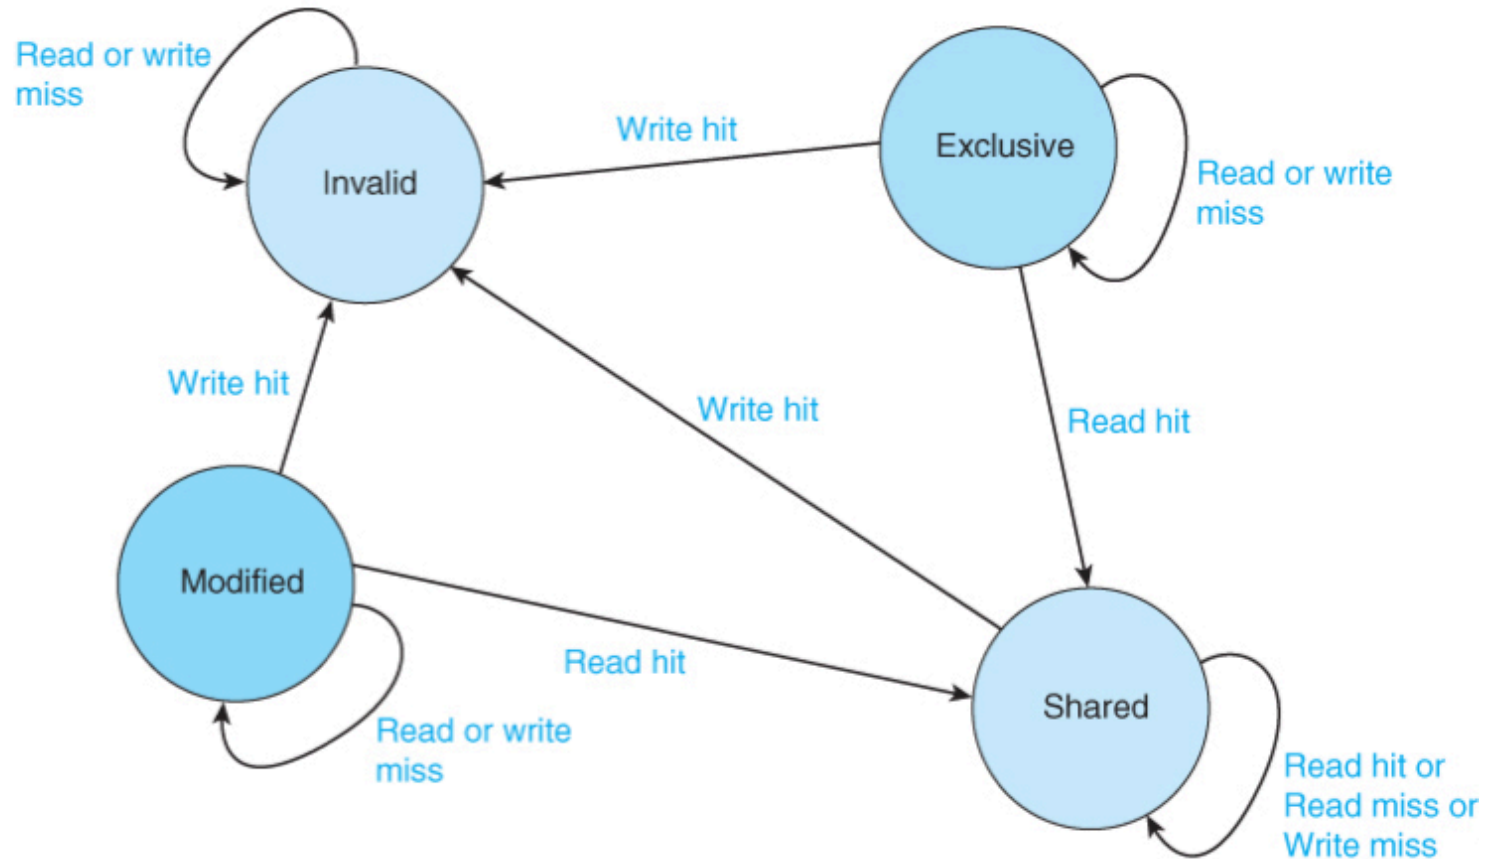 Read or write
miss
Invalid
Write hit
Exclusive
Read or write
miss
Write hit
Write hit
Read hit
Modified
Read hit
Read or write
miss
Shared
Read hit or
Read miss or
Write miss